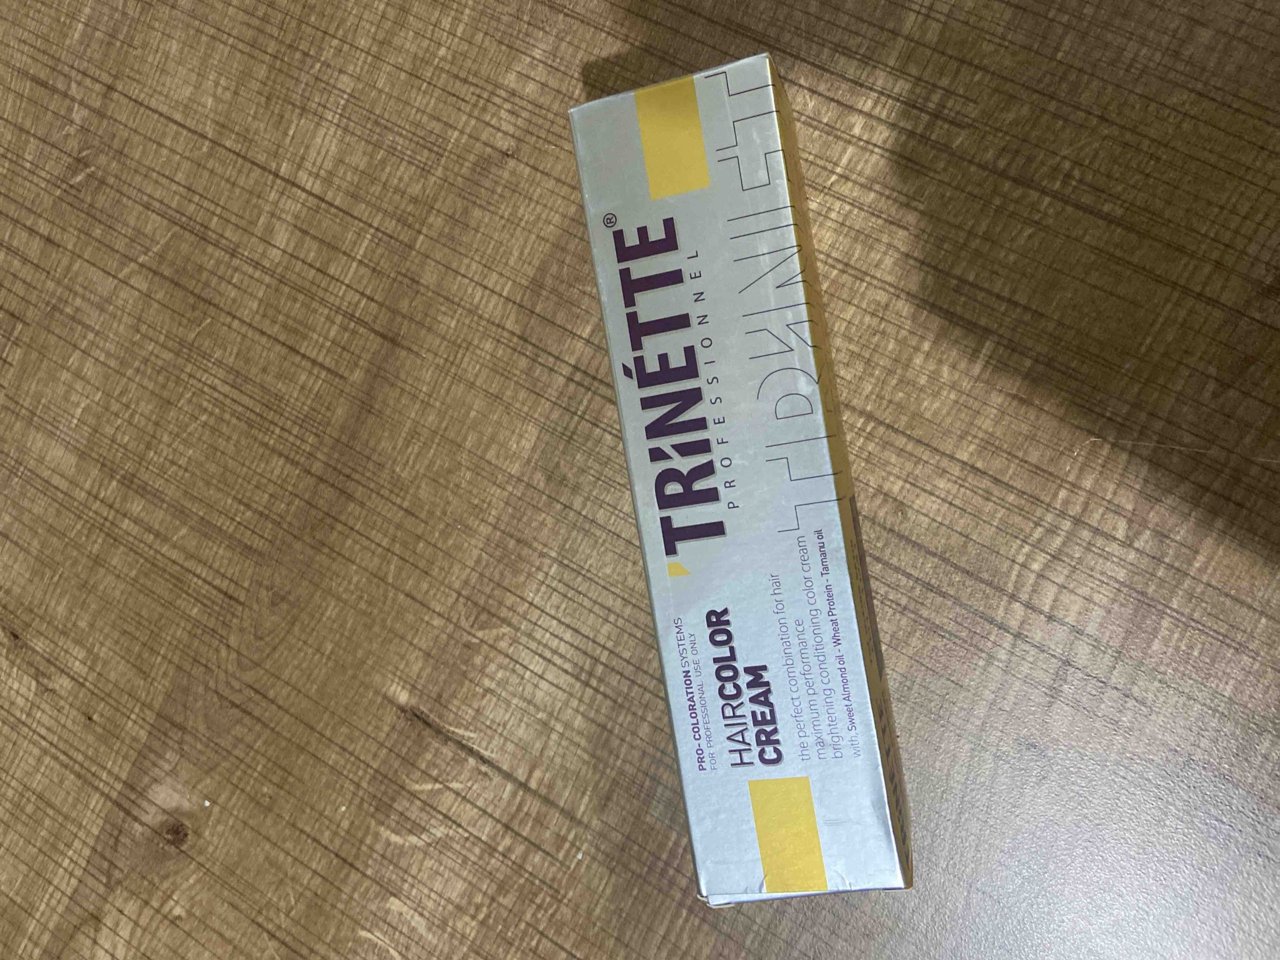 TRINÉTTE®
PROFESSIONNEL
TRINETT
PRO- COLORATION SYSTEMS
FOR PROFESSIONAL USE ONLY
HAIRCOLOR
CREAM
the perfect combination for hair
maximum performance
brightening conditioning color cream
with, Sweet Almond oil - Wheat Protein - Tamanu oil